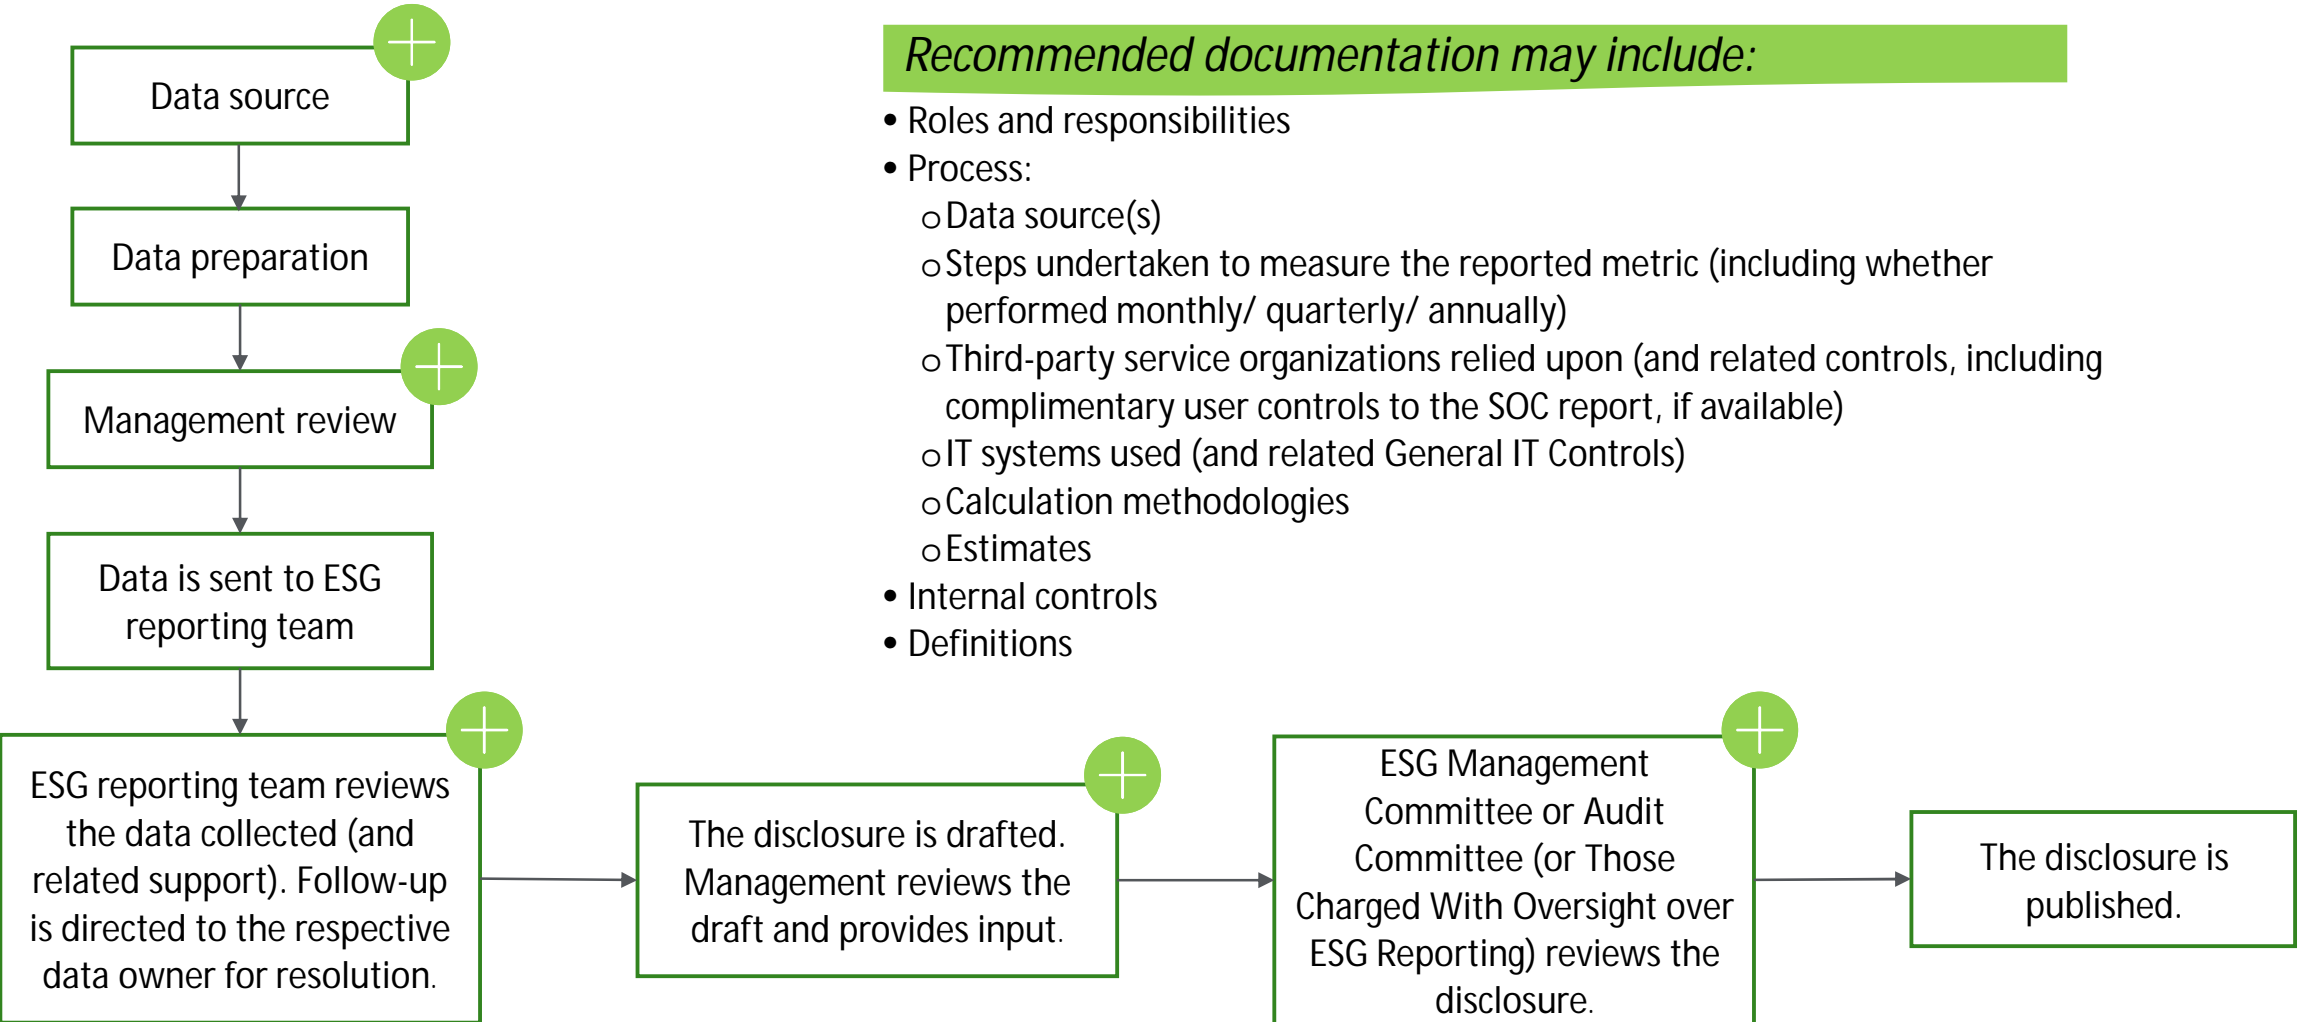 Data source
Data preparation
Management review
Data is sent to ESG
reporting team
ESG reporting team reviews
the data collected (and
related support). Follow-up
is directed to the respective
data owner for resolution.
The disclosure is drafted.
Management reviews the
draft and provides input.
ESG Management
Committee or Audit
Committee (or Those
Charged With Oversight over
ESG Reporting) reviews the
disclosure.
The disclosure is
published.
Recommended documentation may include:
• Roles and responsibilities
• Process:
o Data source(s)
o Steps undertaken to measure the reported metric (including whether
performed monthly/ quarterly/ annually)
o Third-party service organizations relied upon (and related controls, including
complimentary user controls to the SOC report, if available)
o IT systems used (and related General IT Controls)
o Calculation methodologies
o Estimates
• Internal controls
• Definitions